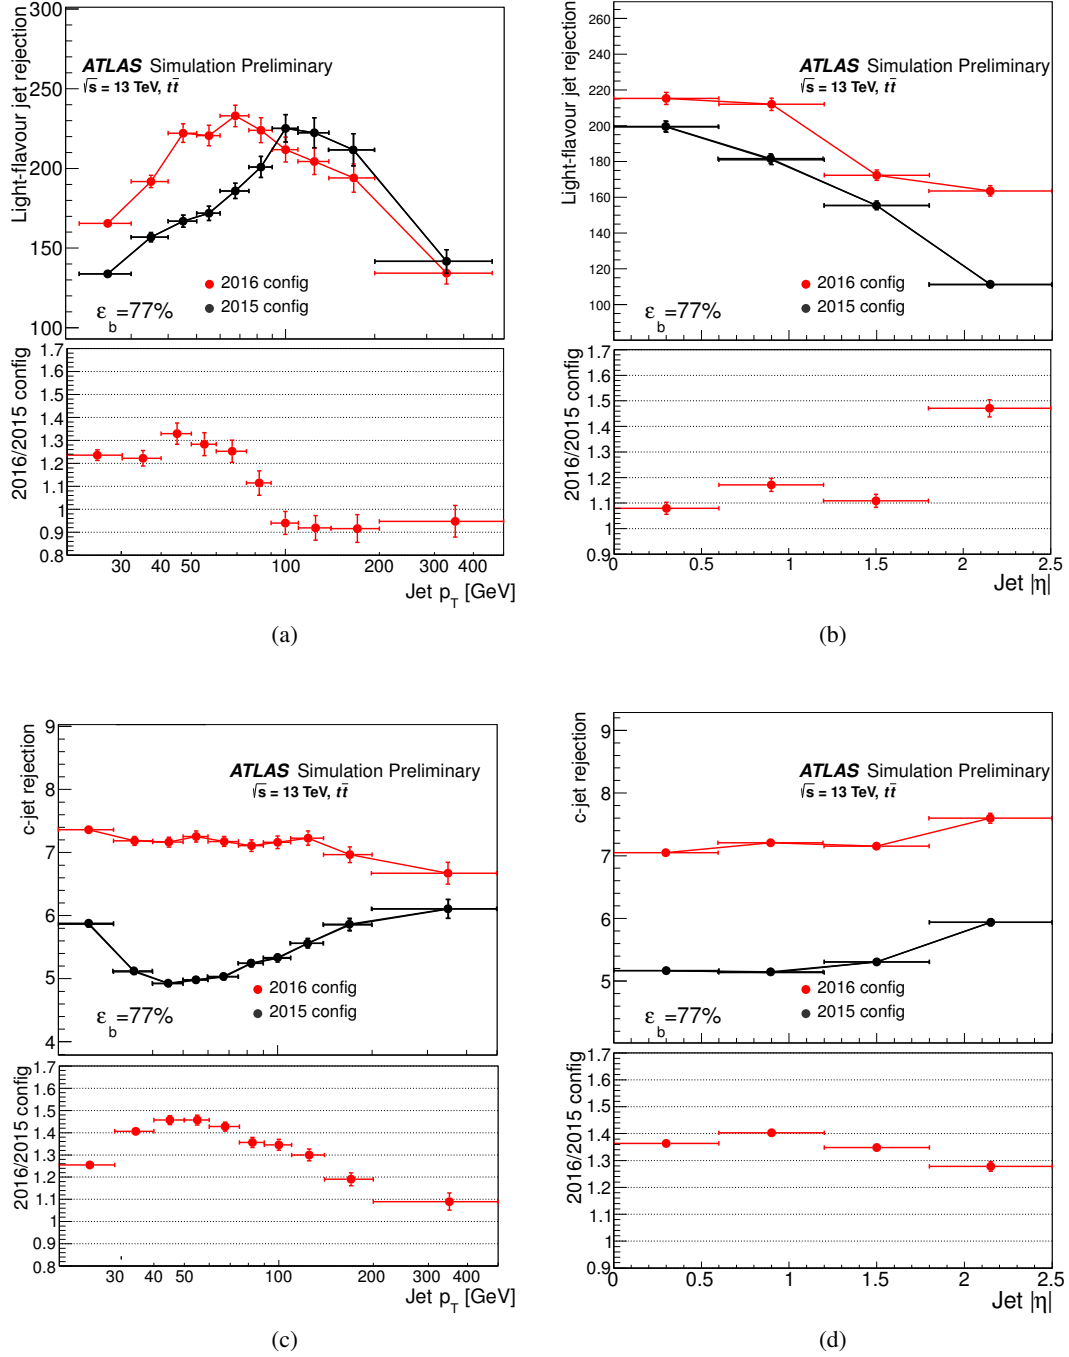 300
250
200
150
100
Light-flavour jet rejection
ATLAS Simulation Preliminary
√s = 13 TeV, tt̄
2016 config
2015 config
ε_b=77%
1.7
1.6
1.5
1.4
1.3
1.2
1.1
1
0.9
0.8
2016/2015 config
30 40 50 100 200 300 400
Jet p_T [GeV]
(a)
260
240
220
200
180
160
140
120
100
Light-flavour jet rejection
ATLAS Simulation Preliminary
√s = 13 TeV, tt̄
2016 config
2015 config
ε_b=77%
1.7
1.6
1.5
1.4
1.3
1.2
1.1
1
0.9
2016/2015 config
0 0.5 1 1.5 2 2.5
Jet |η|
(b)
9
8
7
6
5
4
c-jet rejection
ATLAS Simulation Preliminary
√s = 13 TeV, tt̄
2016 config
2015 config
ε_b=77%
1.7
1.6
1.5
1.4
1.3
1.2
1.1
1
0.9
0.8
2016/2015 config
30 40 50 100 200 300 400
Jet p_T [GeV]
(c)
9
8
7
6
5
c-jet rejection
ATLAS Simulation Preliminary
√s = 13 TeV, tt̄
2016 config
2015 config
ε_b=77%
1.7
1.6
1.5
1.4
1.3
1.2
1.1
1
0.9
2016/2015 config
0 0.5 1 1.5 2 2.5
Jet |η|
(d)